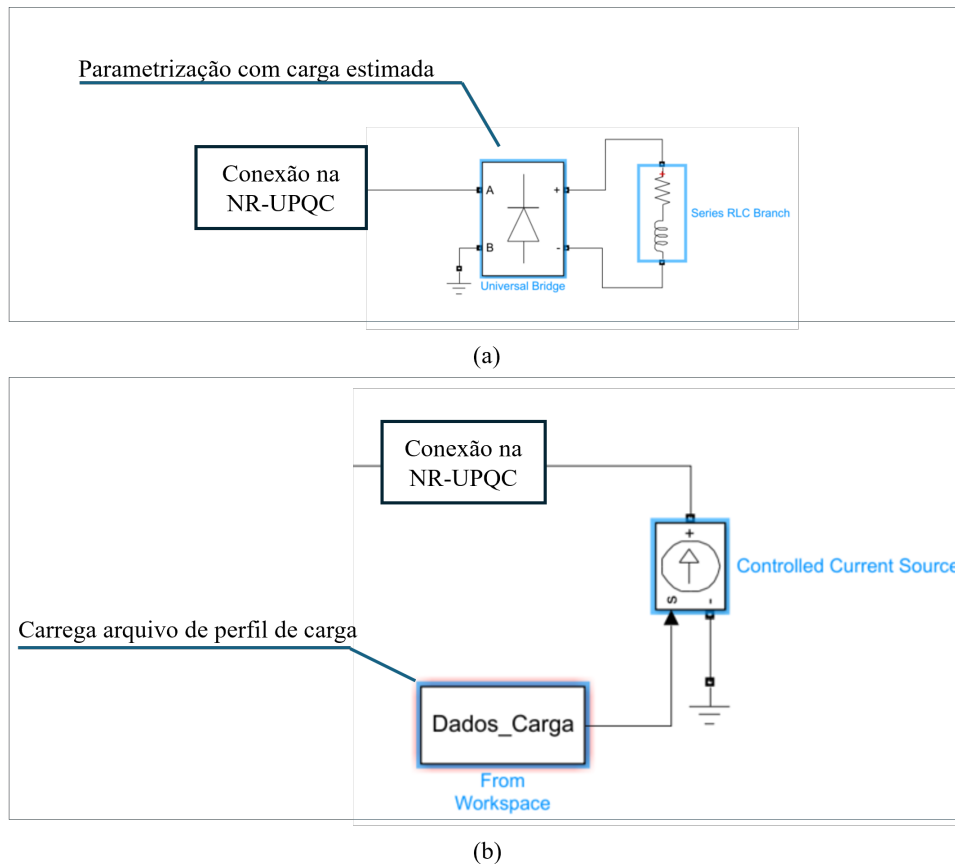 Parametrização com carga estimada
Conexão na
NR-UPQC
A
B
+
-
+
Universal Bridge
Series RLC Branch
(a)
Conexão na
NR-UPQC
+
s
-
Controlled Current Source
Carrega arquivo de perfil de carga
Dados_Carga
From
Workspace
(b)